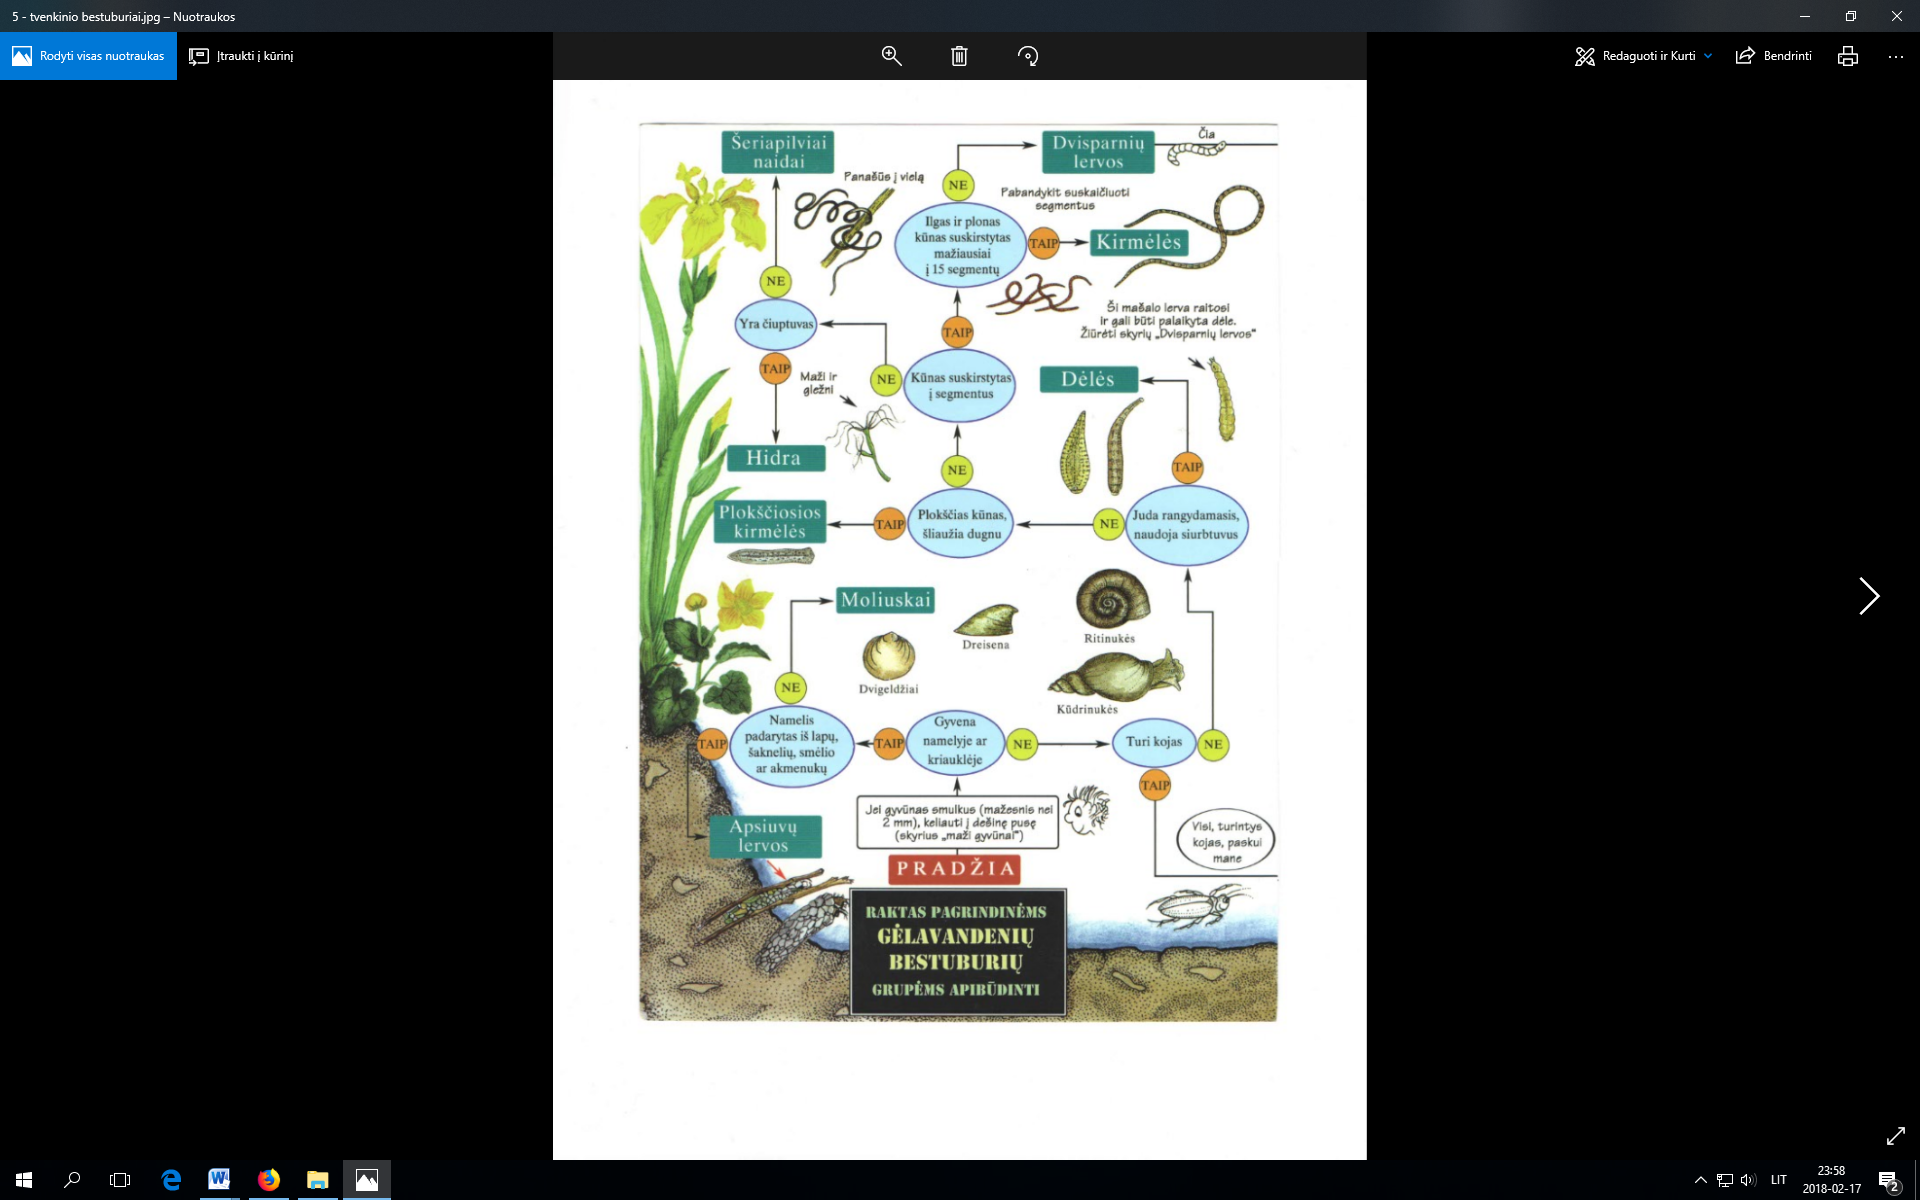 5 - tvenkinio bestuburiai.jpg – Nuotraukos
Rodyti visas nuotraukas
Įtraukti į kūrinį
Redaguoti ir Kurti
Bendrinti
Šeriapilviai
naidai
Panašūs į vielą
NE
Dvisparnių
lervos
Čia
Pabandykit suskaičiuoti
segmentus
Ilgas ir plonas
kūnas suskirstytas
mažiausiai
į 15 segmentų
TAIP
Kirmėlės
NE
Yra čiuptuvas
TAIP
TAIP
Ši mašalo lerva raitosi
ir gali būti palaikyta dėle.
Žiūrėti skyrių „Dvisparnių lervos“
Maži ir
gležni
NE
Kūnas suskirstytas
į segmentus
Dėlės
Hidra
NE
TAIP
Plokščiosios
kirmėlės
TAIP
Plokščias kūnas,
šliaužia dugnu
NE
Juda rangydamasis,
naudoja siurbtuvus
Moliuskai
Dreisena
Ritinukės
Dvigeldžiai
Kūdrinukės
NE
TAIP
Namelis
padarytas iš lapų,
šaknelių, smėlio
ar akmenukų
TAIP
Gyvena
namelyje ar
kriauklėje
NE
Turi kojas
NE
TAIP
Jei gyvūnas smulkus (mažesnis nei
2 mm), keliauti į dešinę pusę
(skyrius „maži gyvūnai“)
Visi, turintys
kojas, paskui
mane
Apsiuvų
lervos
PRADŽIA
RAKTAS PAGRINDINĖMS
GĖLAVANDENIŲ
BESTUBURIŲ
GRUPĖMS APIBŪDINTI
LIT
23:58
2018-02-17
2